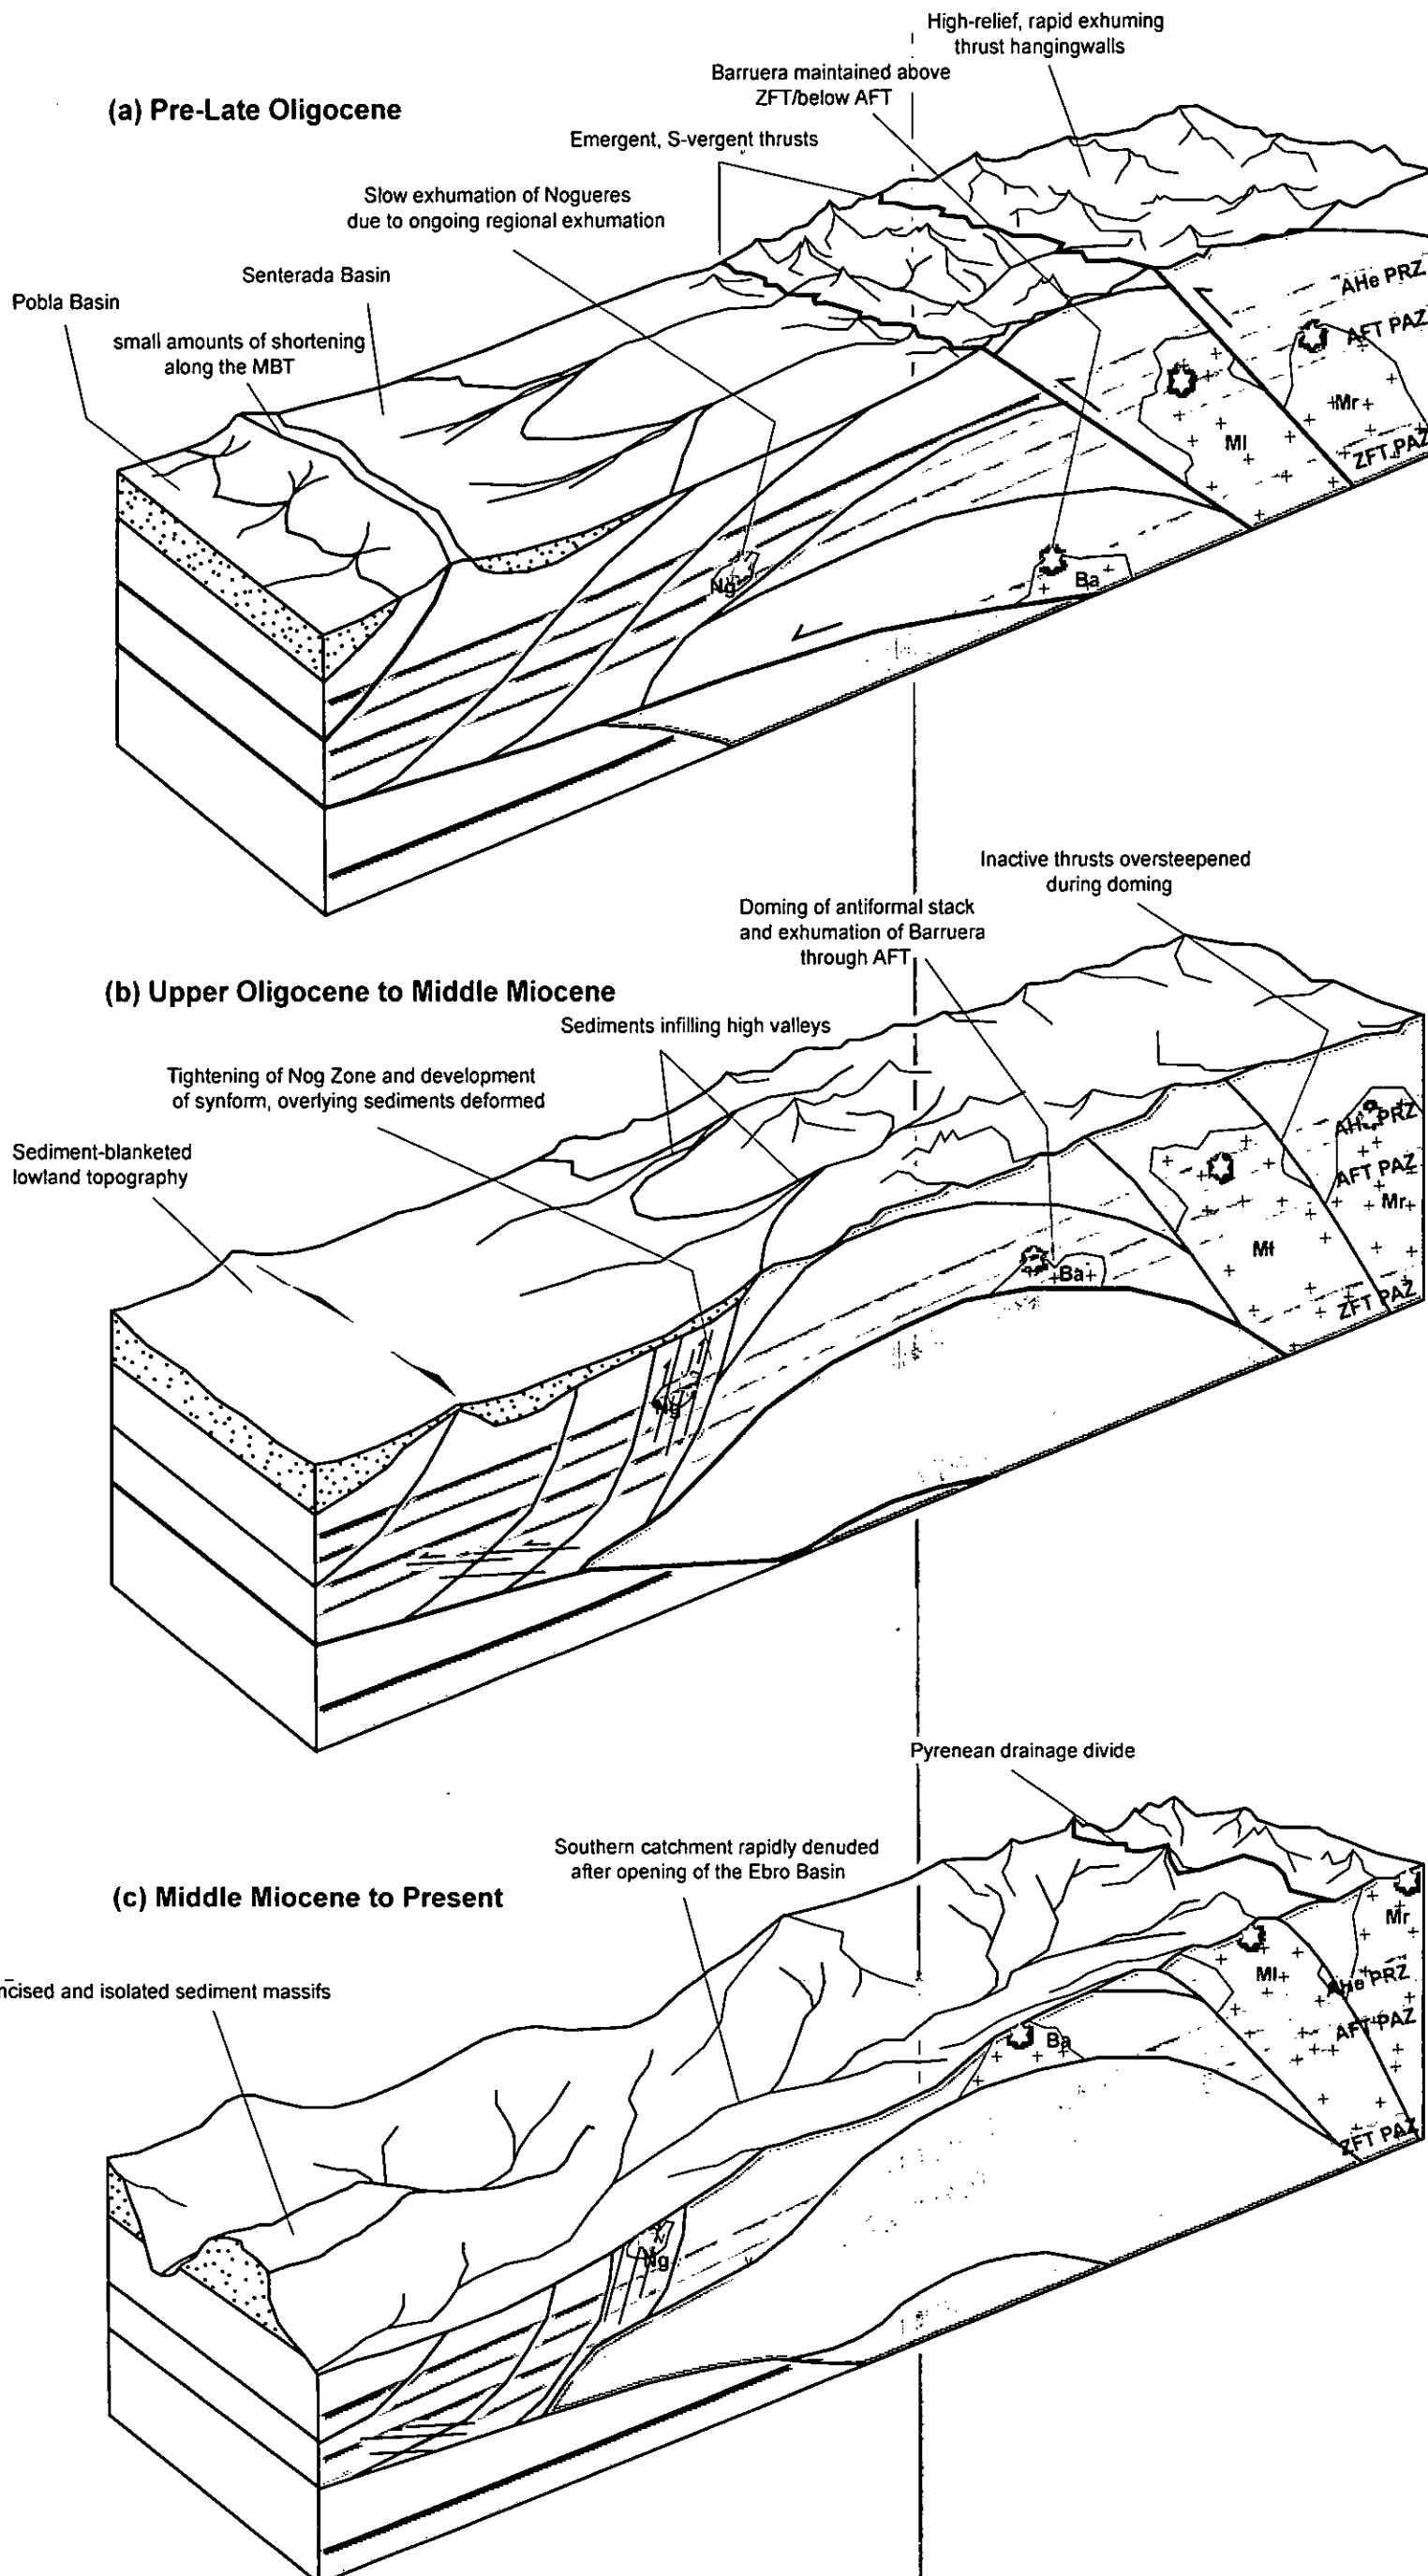 High-relief, rapid exhuming
thrust hangingwalls
Barruera maintained above
ZFT/below AFT
(a) Pre-Late Oligocene
Emergent, S-vergent thrusts
Slow exhumation of Nogueres
due to ongoing regional exhumation
Senterada Basin
Pobla Basin
small amounts of shortening
along the MBT
AHe PRZ
AFT PAZ
Mr
Ml
ZFT PAZ
Ng
Ba
Inactive thrusts oversteepened
during doming
Doming of antiformal stack
and exhumation of Barruera
through AFT
(b) Upper Oligocene to Middle Miocene
Sediments infilling high valleys
Tightening of Nog Zone and development
of synform, overlying sediments deformed
Sediment-blanketed
lowland topography
AHe PRZ
AFT PAZ
Mr
Ml
Ba
ZFT PAZ
Ng
Pyrenean drainage divide
Southern catchment rapidly denuded
after opening of the Ebro Basin
(c) Middle Miocene to Present
ncised and isolated sediment massifs
Mr
Ml
AHe PRZ
AFT PAZ
Ba
ZFT PAZ
Ng